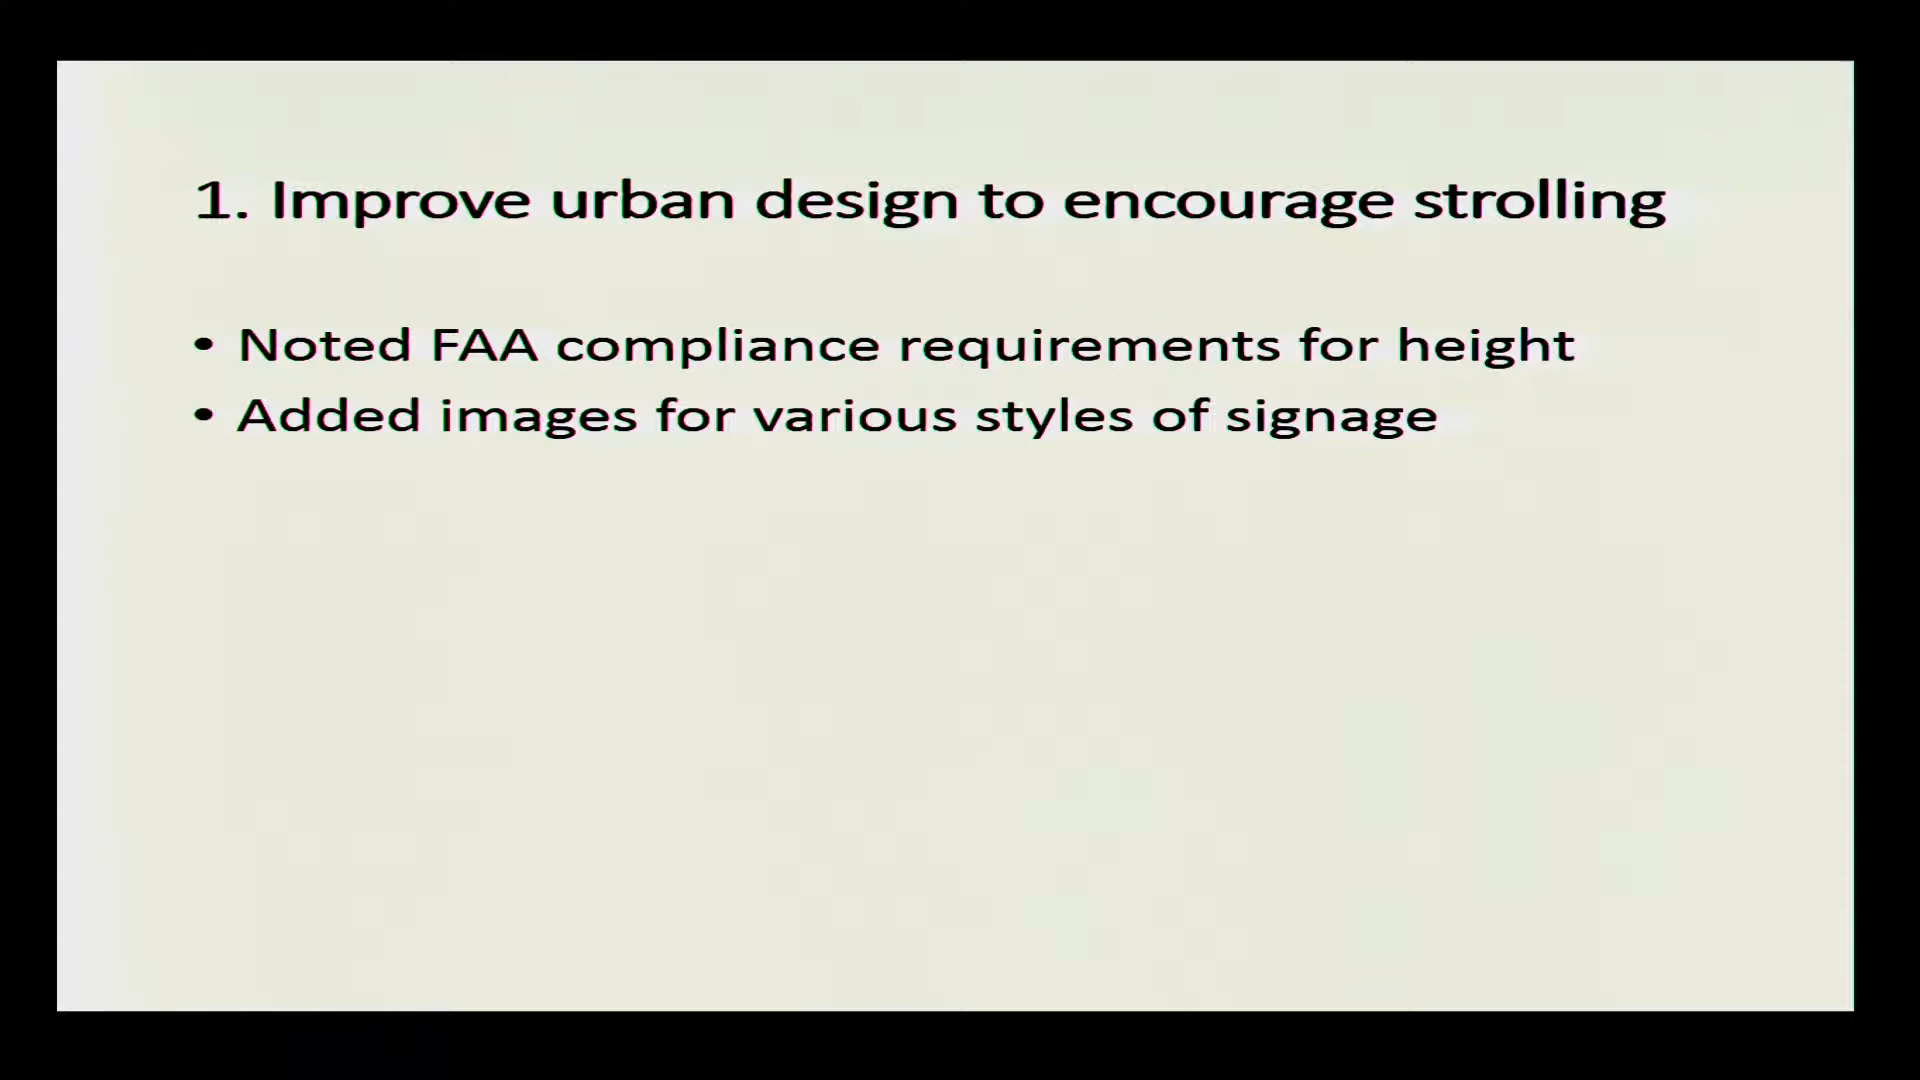 1. Improve urban design to encourage strolling
• Noted FAA compliance requirements for height
• Added images for various styles of signage